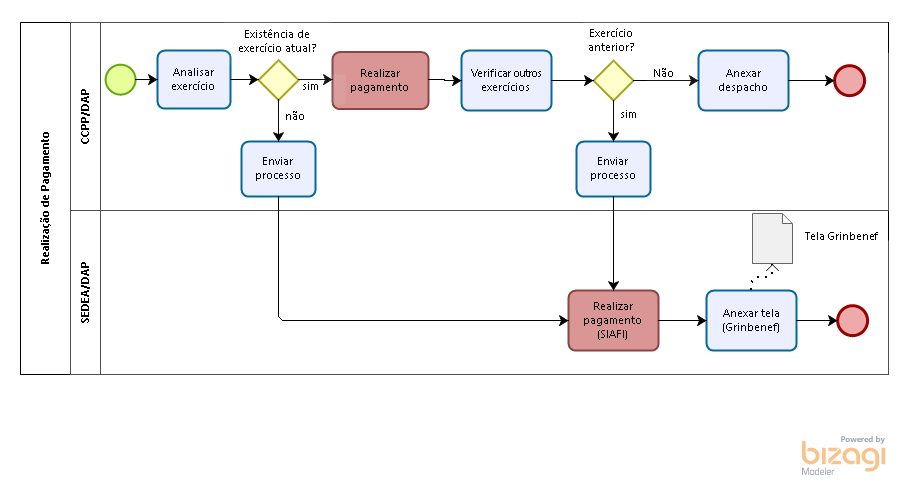 Realização de Pagamento
CCPP/DAP
Analisar
exercício
Existência de
exercício atual?
sim
não
Realizar
pagamento
Verificar outros
exercícios
Exercício
anterior?
Não
sim
Anexar
despacho
Enviar
processo
Enviar
processo
SEDEA/DAP
Realizar
pagamento
(SIAFI)
Anexar tela
(Grinbenef)
Tela Grinbenef
Powered by
bizagi
Modeler